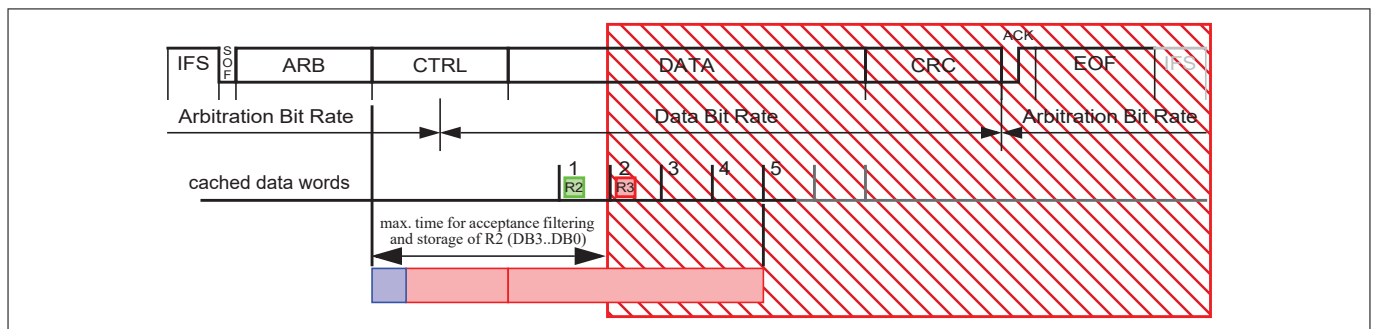 ACK
IFS SOF ARB CTRL DATA CRC EOF IFS
Arbitration Bit Rate Data Bit Rate Arbitration Bit Rate
1 2 3 4 5
cached data words R2 R3
max. time for acceptance filtering
and storage of R2 (DB3..DB0)